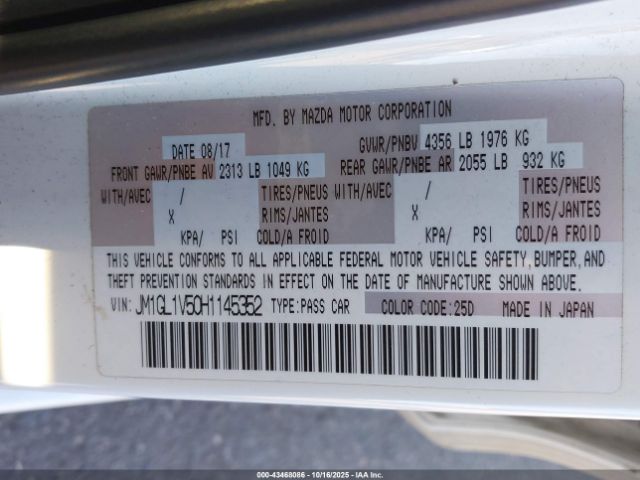 MFD. BY MAZDA MOTOR CORPORATION
DATE 08/17 GVWR/PNBV 4356 LB 1976 KG
FRONT GAWR/PNBE AV 2313 LB 1049 KG REAR GAWR/PNBE AR 2055 LB 932 KG
WITH/AVEC / TIRES/PNEUS WITH/AVEC / TIRES/PNEUS
X RIMS/JANTES X RIMS/JANTES
KPA/ PSI COLD/A FROID KPA/ PSI COLD/A FROID
THIS VEHICLE CONFORMS TO ALL APPLICABLE FEDERAL MOTOR VEHICLE SAFETY, BUMPER, AND
THEFT PREVENTION STANDARDS IN EFFECT ON THE DATE OF MANUFACTURE SHOWN ABOVE.
VIN: JM1GL1V50H1145352 TYPE:PASS CAR COLOR CODE:25D MADE IN JAPAN
000-43468086 - 10/16/2025 - IAAI.COM